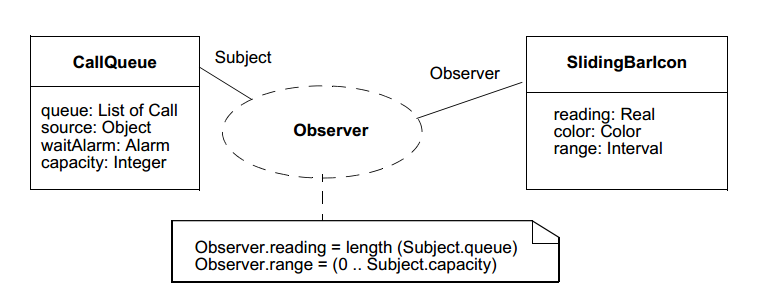 CallQueue
queue: List of Call
source: Object
waitAlarm: Alarm
capacity: Integer
Subject
Observer
Observer
SlidingBarIcon
reading: Real
color: Color
range: Interval
Observer.reading = length (Subject.queue)
Observer.range = (0 .. Subject.capacity)